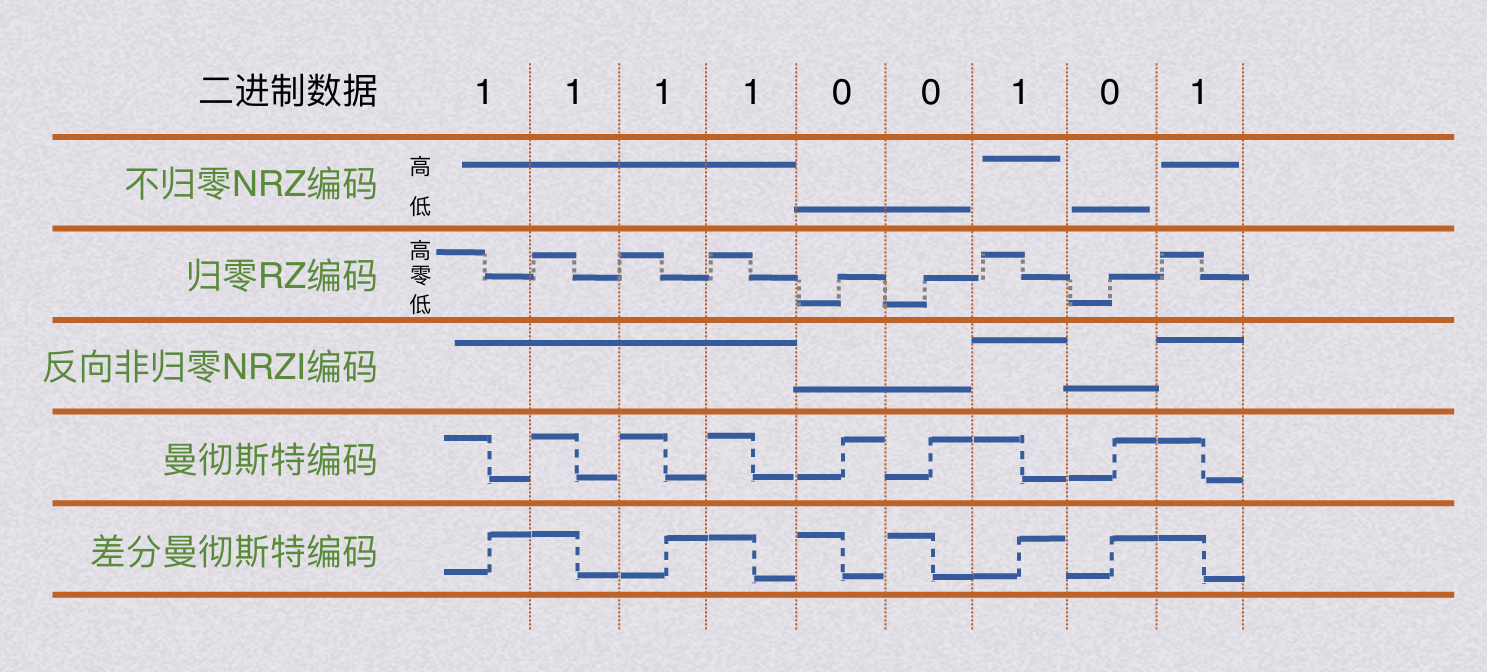 二进制数据 1 1 1 1 0 0 1 0 1
不归零NRZ编码 高
低
归零RZ编码 高
零
低
反向非归零NRZI编码
曼彻斯特编码
差分曼彻斯特编码